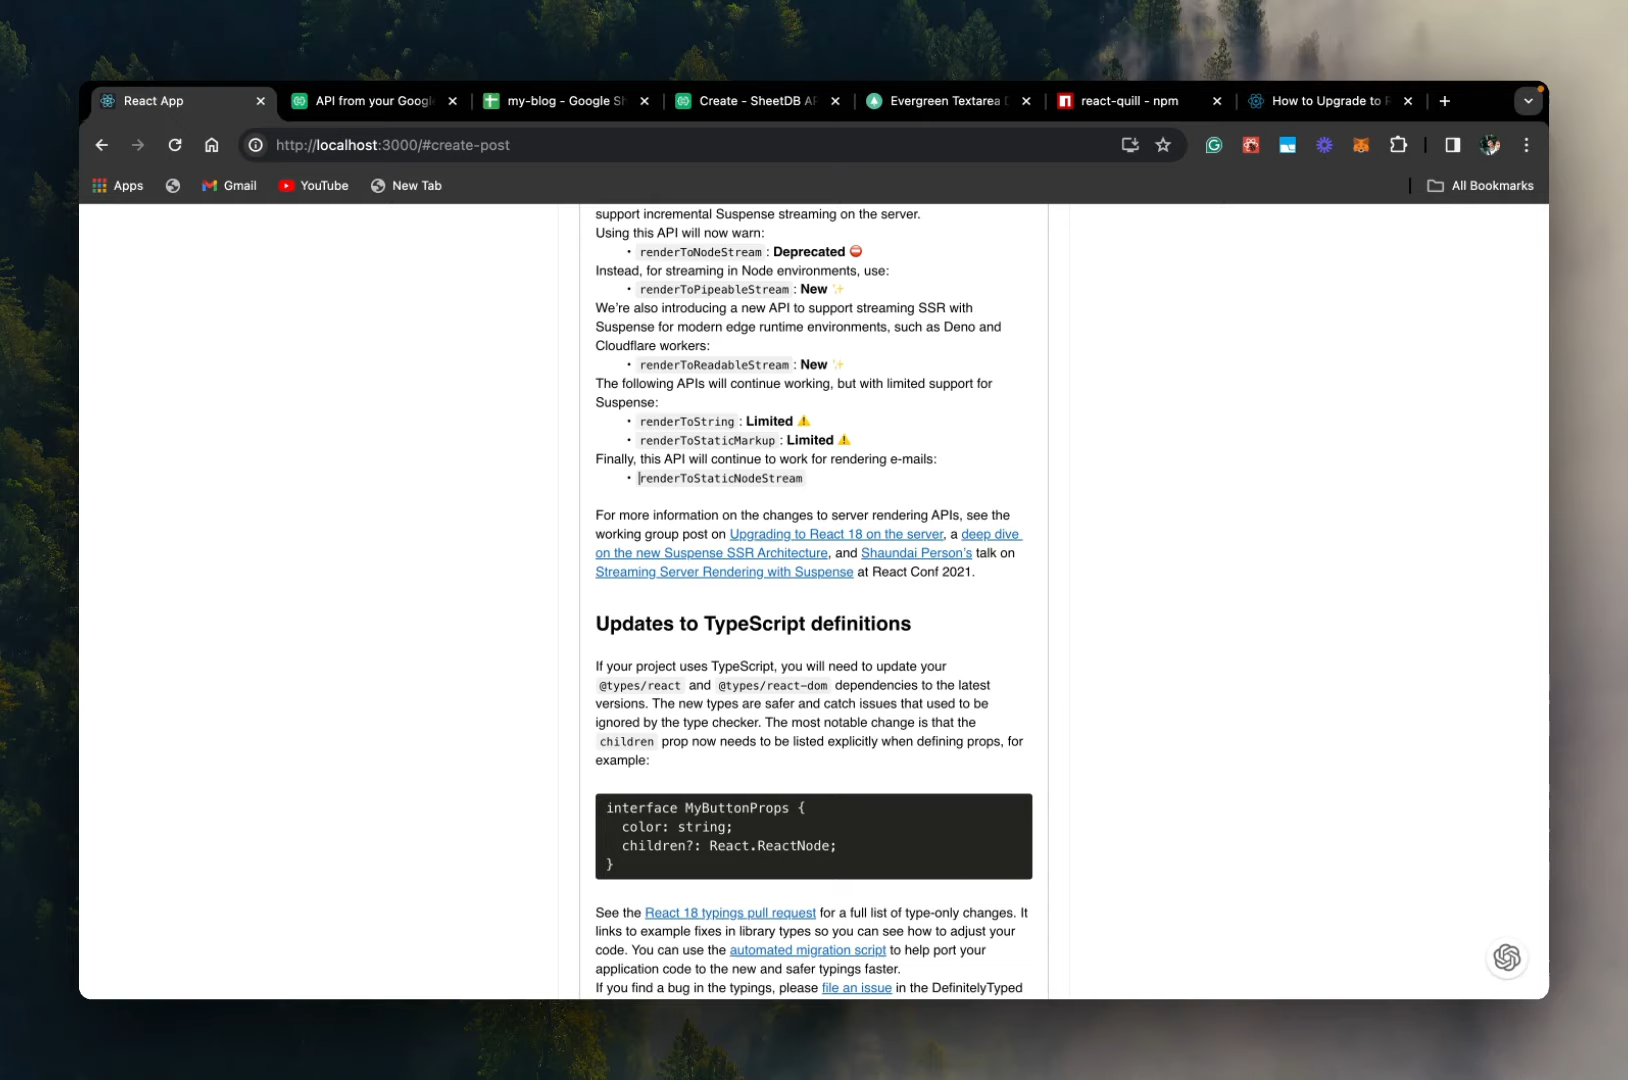 React App
API from your Googl
my-blog - Google Sh
Create - SheetDB AP
Evergreen Textarea D
react-quill - npm
How to Upgrade to R
http://localhost:3000/#create-post
Apps
Gmail
YouTube
New Tab
All Bookmarks
support incremental Suspense streaming on the server.
Using this API will now warn:
• renderToNodeStream : Deprecated ⛔️
Instead, for streaming in Node environments, use:
• renderToPipeableStream : New ✨
We’re also introducing a new API to support streaming SSR with
Suspense for modern edge runtime environments, such as Deno and
Cloudflare workers:
• renderToReadableStream : New ✨
The following APIs will continue working, but with limited support for
Suspense:
• renderToString : Limited ⚠️
• renderToStaticMarkup : Limited ⚠️
Finally, this API will continue to work for rendering e-mails:
• renderToStaticNodeStream
For more information on the changes to server rendering APIs, see the
working group post on Upgrading to React 18 on the server, a deep dive
on the new Suspense SSR Architecture, and Shaundai Person’s talk on
Streaming Server Rendering with Suspense at React Conf 2021.
Updates to TypeScript definitions
If your project uses TypeScript, you will need to update your
@types/react and @types/react-dom dependencies to the latest
versions. The new types are safer and catch issues that used to be
ignored by the type checker. The most notable change is that the
children prop now needs to be listed explicitly when defining props, for
example:
interface MyButtonProps {
color: string;
children?: React.ReactNode;
}
See the React 18 typings pull request for a full list of type-only changes. It
links to example fixes in library types so you can see how to adjust your
code. You can use the automated migration script to help port your
application code to the new and safer typings faster.
If you find a bug in the typings, please file an issue in the DefinitelyTyped